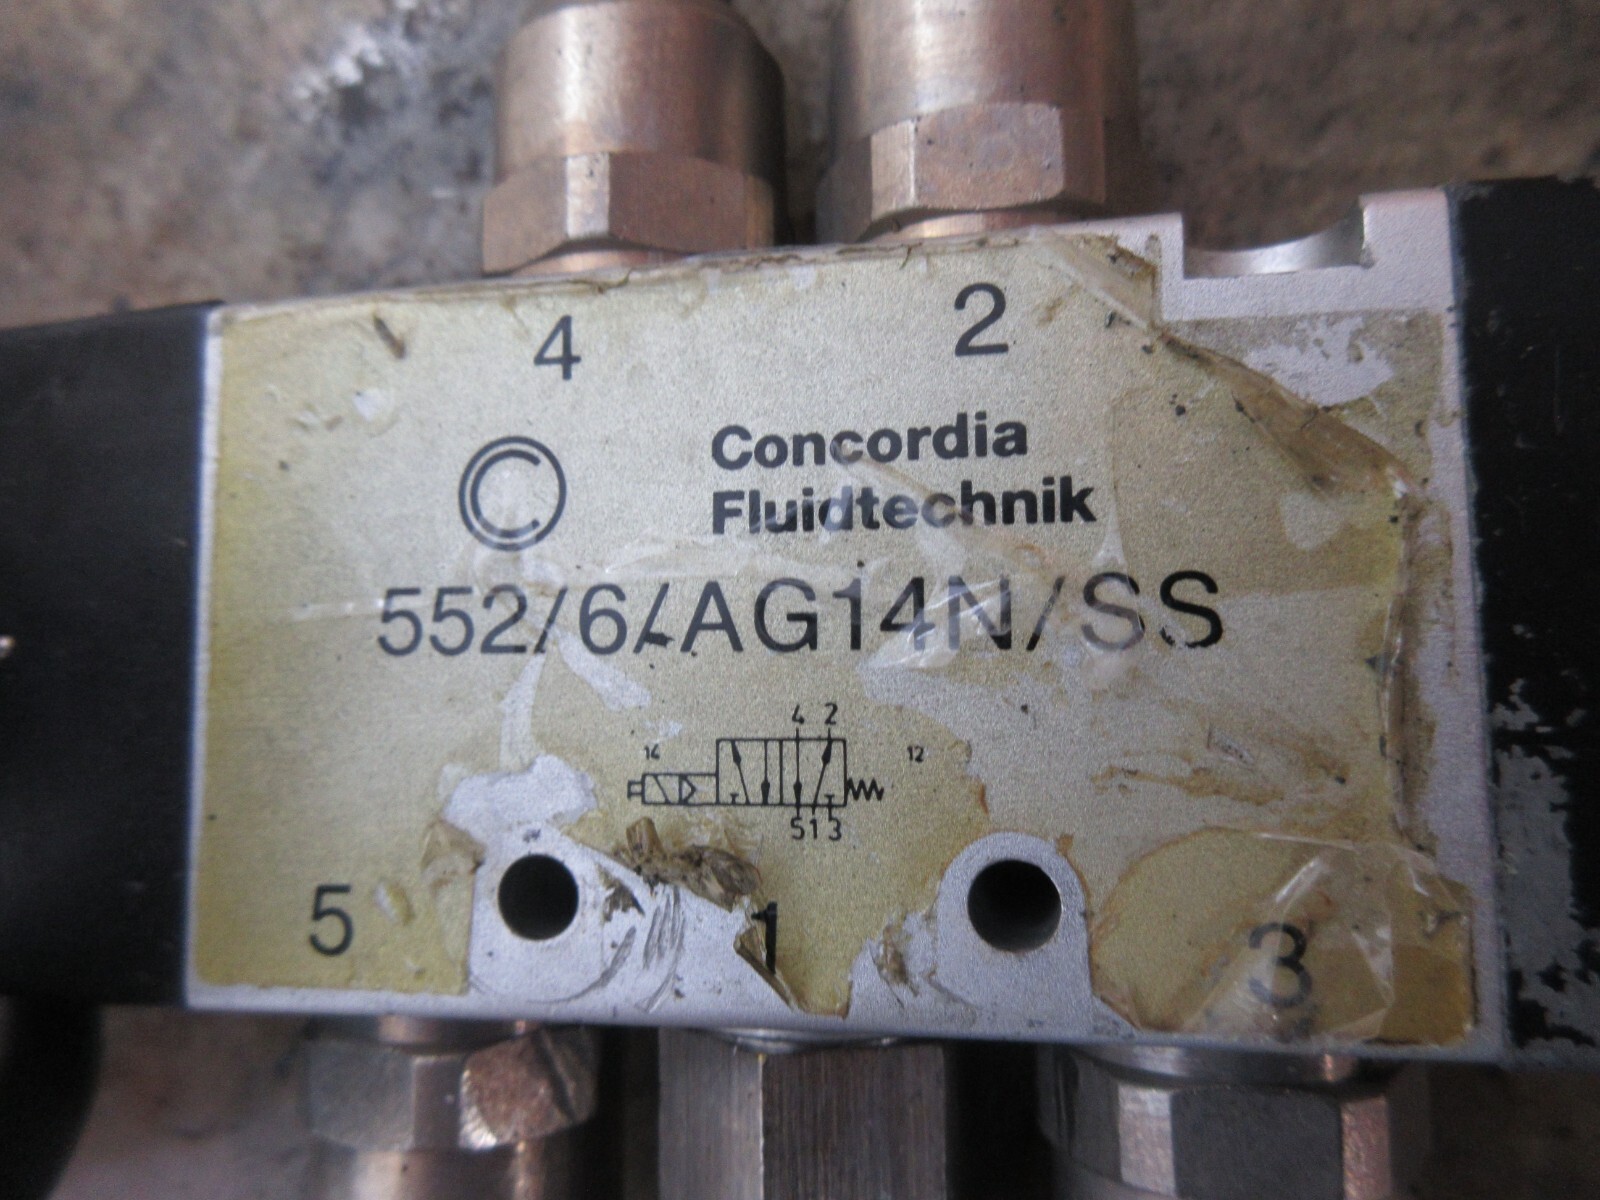 4 2
Concordia
Fluidtechnik
552/6/AG14N/SS
4 2
14 12
5 1 3
5 1 3